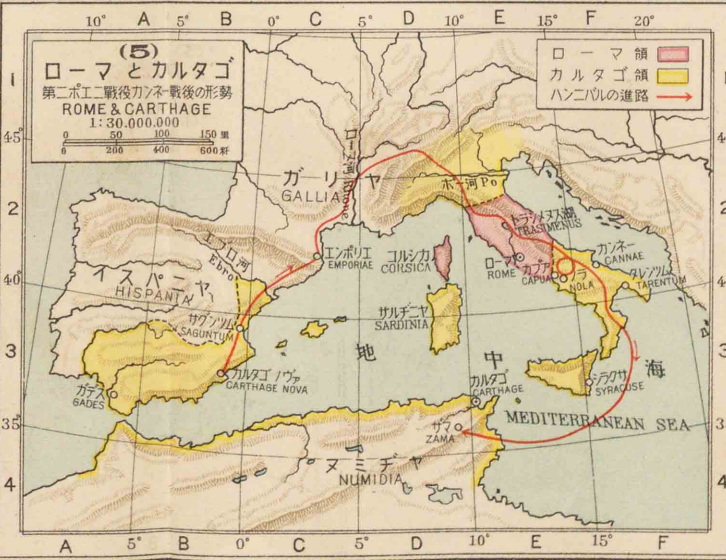 10° A 5° B 0° C 5° D 10° E 15° F 20°
(5)
ローマとカルタゴ
第二ポエニ戰役カンネー戰後の形勢
ROME & CARTHAGE
1:30.000.000
0 50 100 150 里
0 200 400 600 粁
ローマ領
カルタゴ領
ハンニバルの進路
1
45°
2
40°
3
35°
4
1
45
2
40
3
35
4
ガリヤ
GALLIA
Rhone
ポー河 Po
エブロ河
Ebro
エンポリエ
EMPORIAE
イスパニヤ
HISPANIA
サグンツム
SAGUNTUM
カルタゴノヴァ
CARTHAGE NOVA
ガデス
GADES
コルシカ
CORSICA
サルヂニヤ
SARDINIA
トラシメヌス湖
TRASIMENUS
ローマ
ROME
カプア
CAPUA
ノラ
NOLA
カンネー
CANNAE
タレンツム
TARENTUM
地中海
MEDITERRANEAN SEA
シラクサ
SYRACUSE
カルタゴ
CARTHAGE
ザマ
ZAMA
ヌミヂヤ
NUMIDIA
A 5° B 0° C 5° D 10° E 15° F